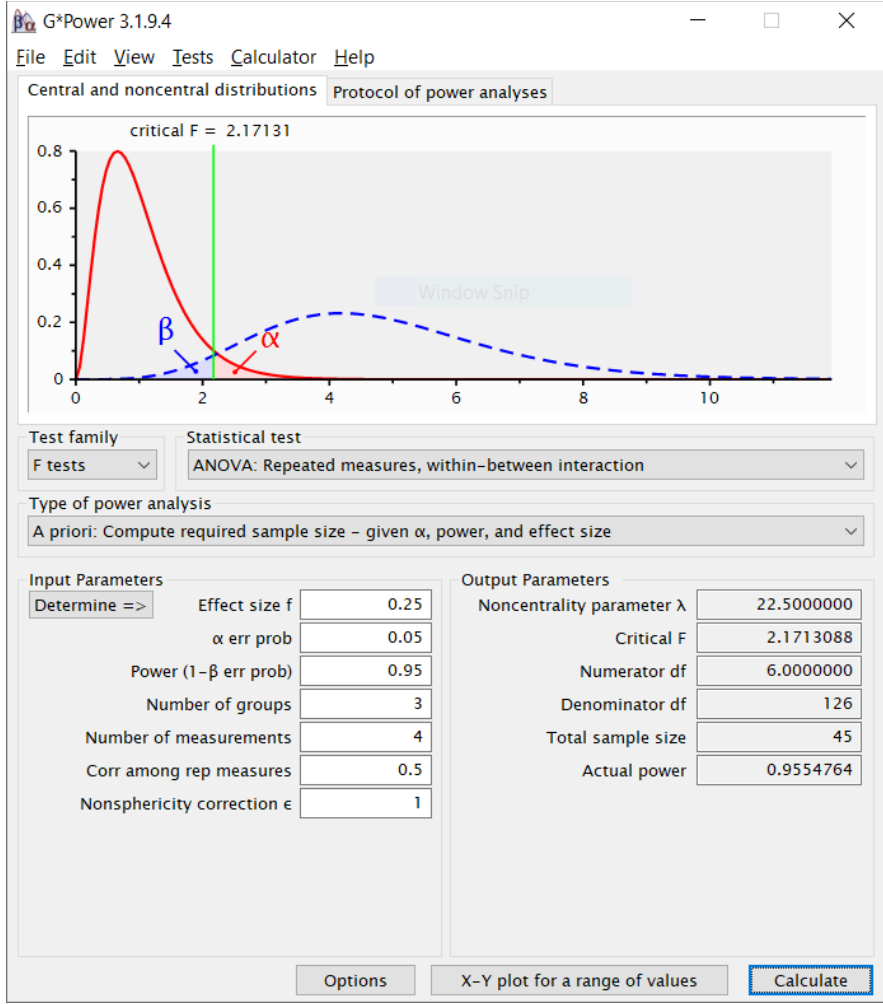 G*Power 3.1.9.4
File Edit View Tests Calculator Help
Central and noncentral distributions Protocol of power analyses
critical F = 2.17131
0.8
0.6
0.4
Window Snip
0.2
β α
0
0 2 4 6 8 10
Test family Statistical test
F tests ANOVA: Repeated measures, within-between interaction
Type of power analysis
A priori: Compute required sample size - given α, power, and effect size
Input Parameters Output Parameters
Determine => Effect size f 0.25 Noncentrality parameter λ 22.5000000
α err prob 0.05 Critical F 2.1713088
Power (1-β err prob) 0.95 Numerator df 6.0000000
Number of groups 3 Denominator df 126
Number of measurements 4 Total sample size 45
Corr among rep measures 0.5 Actual power 0.9554764
Nonsphericity correction ϵ 1
Options X-Y plot for a range of values Calculate